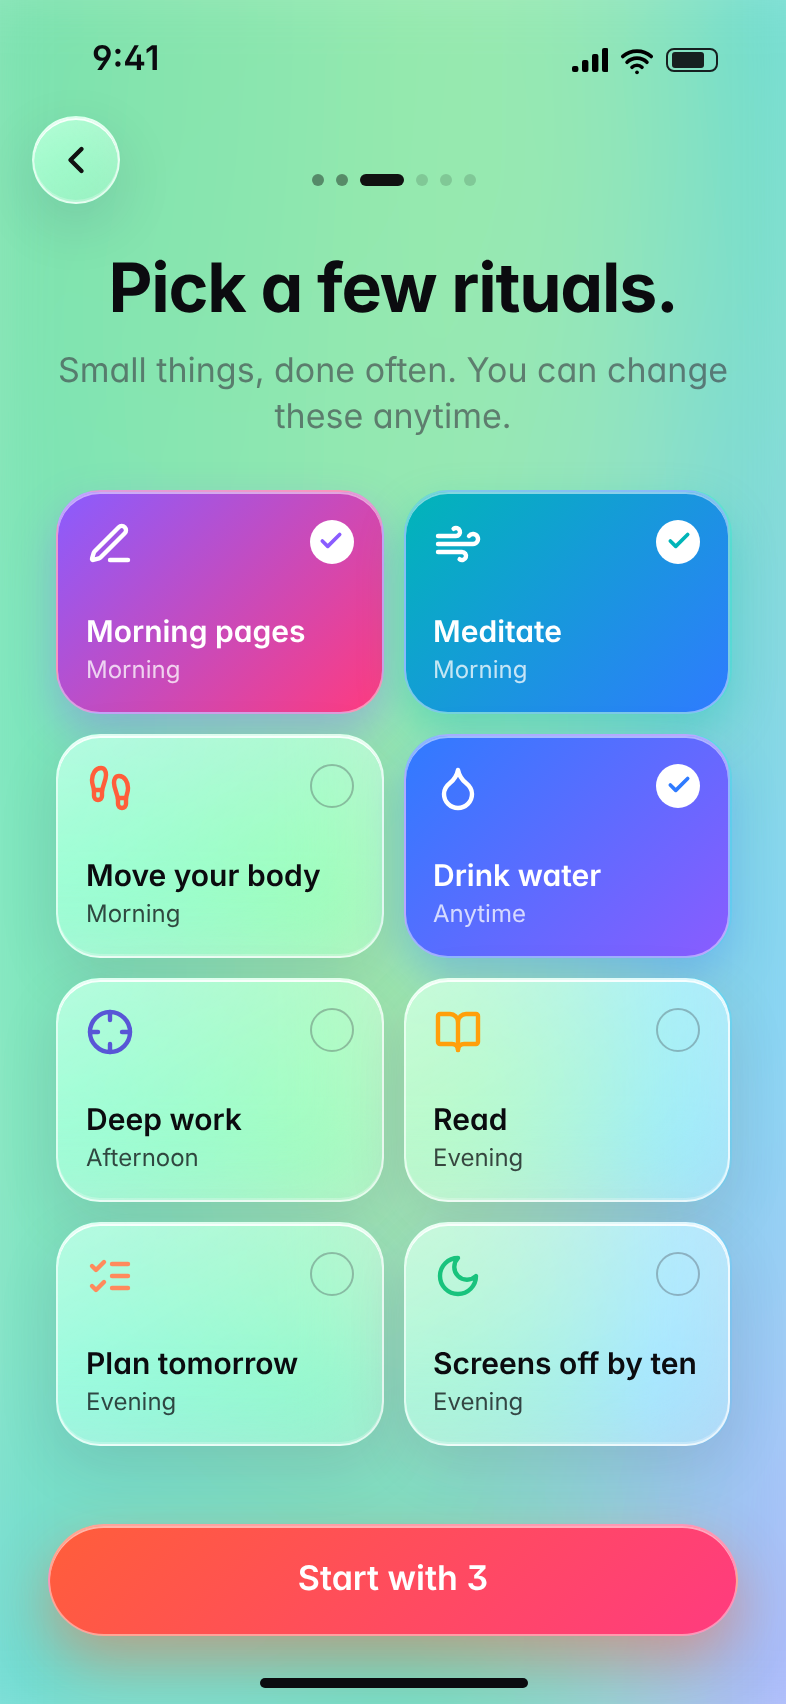 9:41
Pick a few rituals.
Small things, done often. You can change
these anytime.
Morning pages
Morning
Meditate
Morning
Move your body
Morning
Drink water
Anytime
Deep work
Afternoon
Read
Evening
Plan tomorrow
Evening
Screens off by ten
Evening
Start with 3